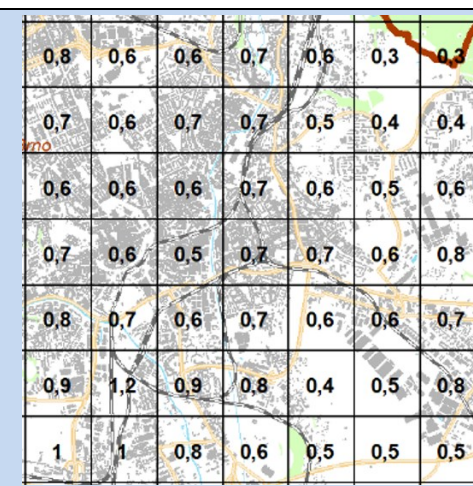 0,8 0,6 0,6 0,7 0,6 0,3 0,3
0,7 0,6 0,7 0,7 0,5 0,4 0,4
rno
0,6 0,6 0,6 0,7 0,6 0,5 0,6
0,7 0,6 0,5 0,7 0,7 0,6 0,8
0,8 0,7 0,6 0,7 0,6 0,6 0,7
0,9 1,2 0,9 0,8 0,4 0,5 0,8
1 1 0,8 0,6 0,5 0,5 0,5